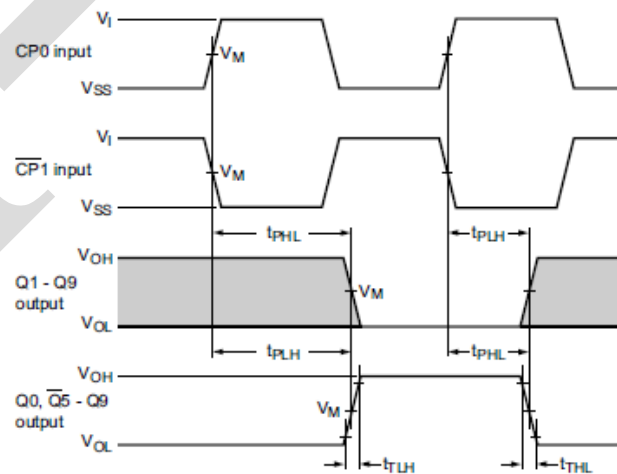 VI
CP0 input
VM
VSS
VI
CP1 input
VM
VSS
tPHL
tPLH
VOH
Q1 - Q9
output
VM
VOL
tPLH
tPHL
VOH
Q0, Q5 - Q9
output
VM
VOL
tTLH
tTHL